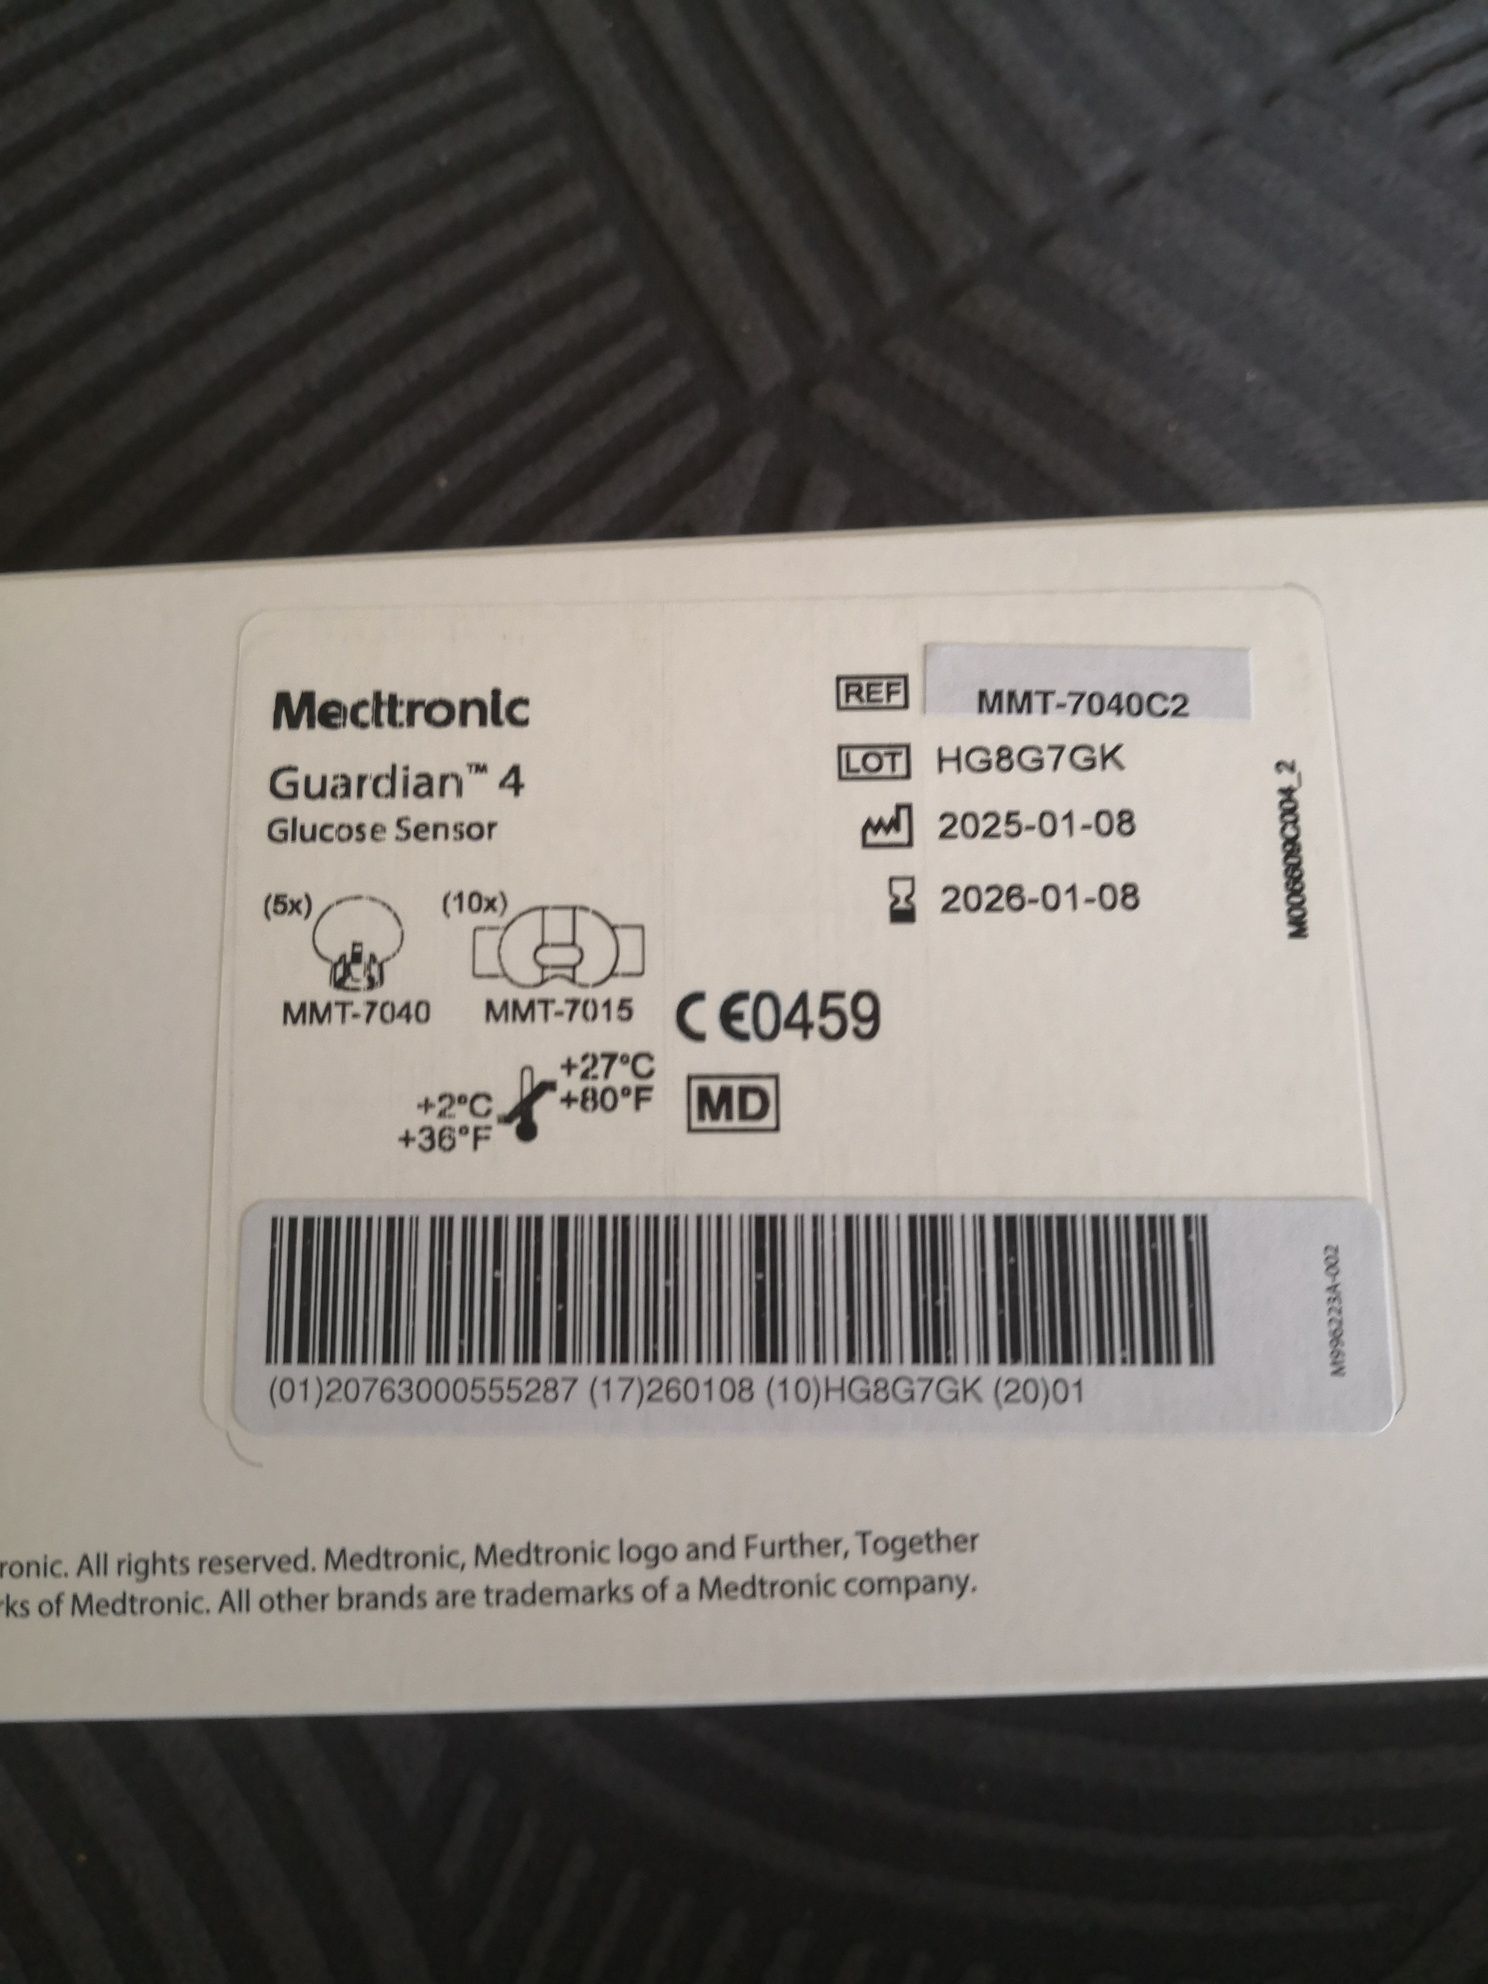 Medtronic
Guardian™ 4
Glucose Sensor
(5x)
(10x)
MMT-7040
MMT-7015
+27°C
+80°F
+2°C
+36°F
REF MMT-7040C2
LOT HG8G7GK
2025-01-08
2026-01-08
M006609C004_2
CE0459
MD
(01)20763000555287 (17)260108 (10)HG8G7GK (20)01
M996223A-002
ronic. All rights reserved. Medtronic, Medtronic logo and Further, Together
rks of Medtronic. All other brands are trademarks of a Medtronic company.